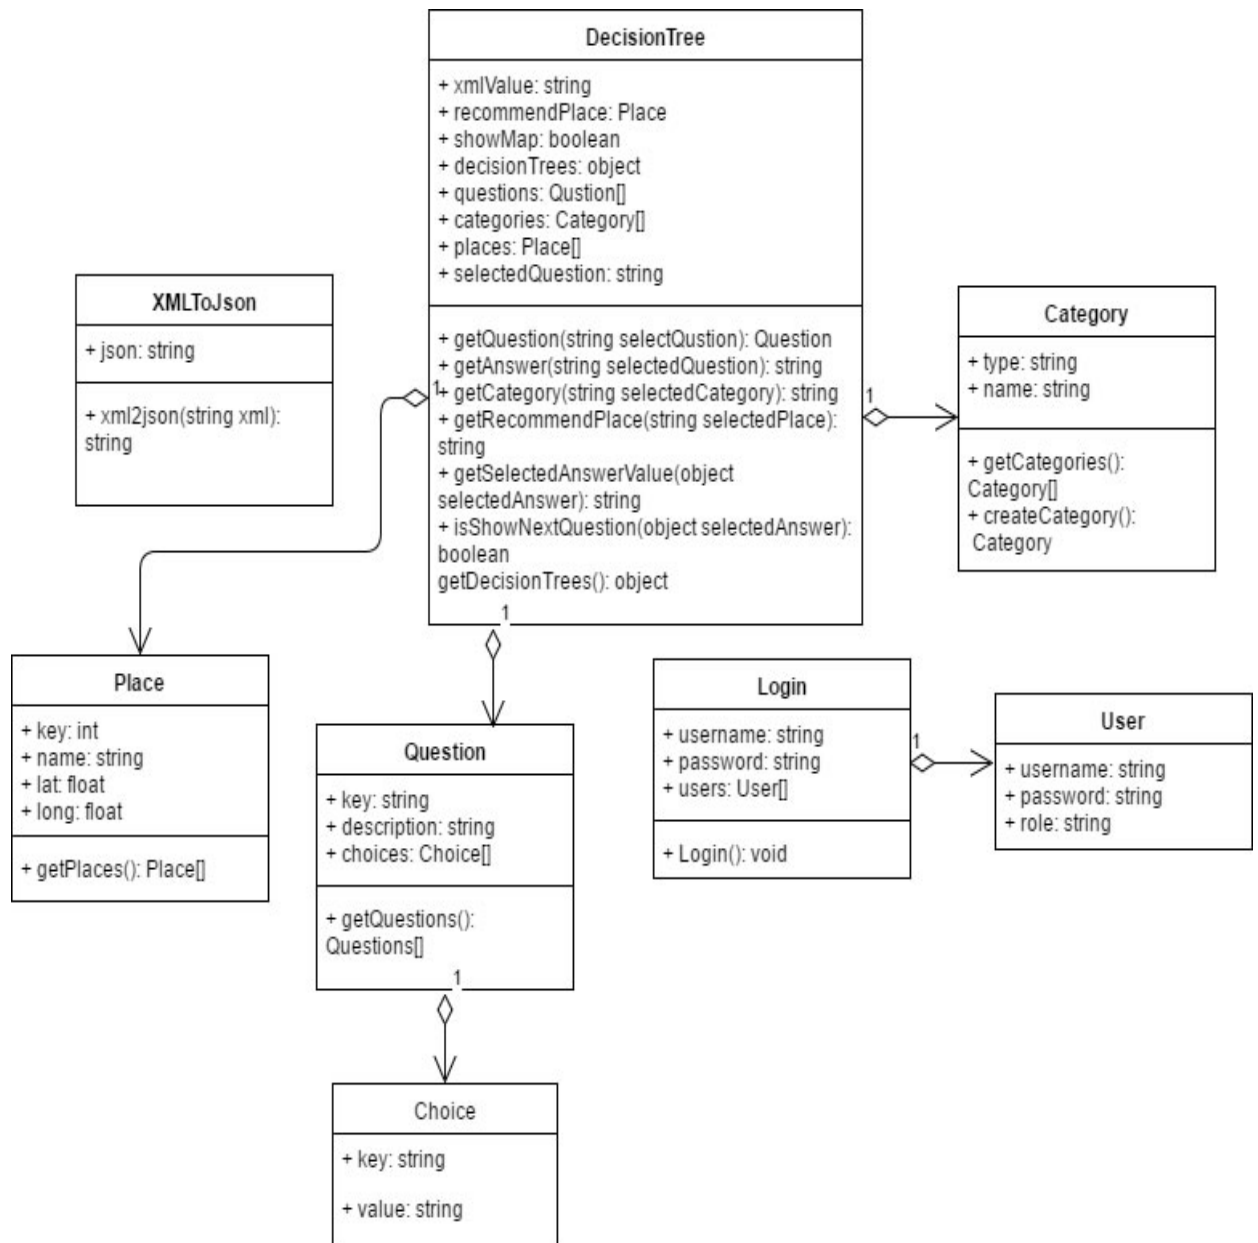 DecisionTree
+ xmlValue: string
+ recommendPlace: Place
+ showMap: boolean
+ decisionTrees: object
+ questions: Qustion[]
+ categories: Category[]
+ places: Place[]
+ selectedQuestion: string
+ getQuestion(string selectQustion): Question
+ getAnswer(string selectedQuestion): string
+ getCategory(string selectedCategory): string
+ getRecommendPlace(string selectedPlace):
string
+ getSelectedAnswerValue(object
selectedAnswer): string
+ isShowNextQuestion(object selectedAnswer):
boolean
getDecisionTrees(): object
1
1
1
XMLToJson
+ json: string
+ xml2json(string xml):
string
Category
+ type: string
+ name: string
+ getCategories():
Category[]
+ createCategory():
Category
Place
+ key: int
+ name: string
+ lat: float
+ long: float
+ getPlaces(): Place[]
Question
+ key: string
+ description: string
+ choices: Choice[]
+ getQuestions():
Questions[]
1
Login
+ username: string
+ password: string
+ users: User[]
+ Login(): void
1
User
+ username: string
+ password: string
+ role: string
Choice
+ key: string
+ value: string